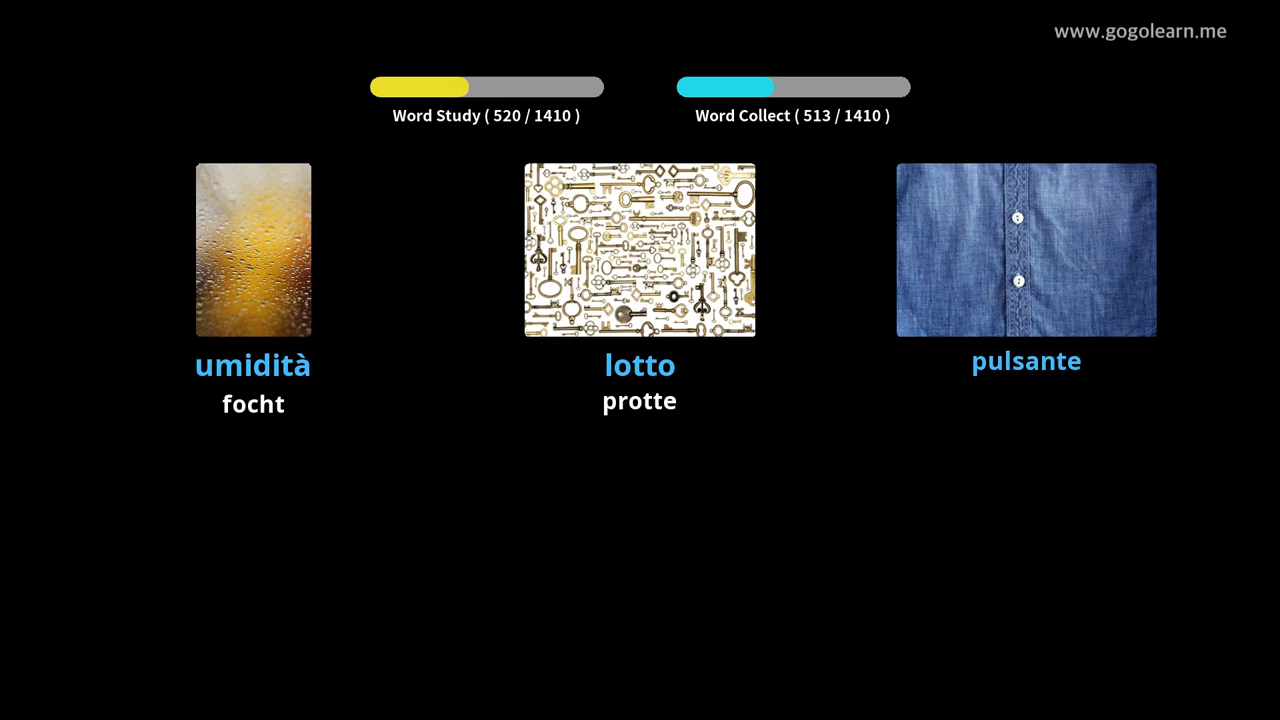 www.gogolearn.me
Word Study ( 520 / 1410 )
Word Collect ( 513 / 1410 )
umidità
focht
lotto
protte
pulsante